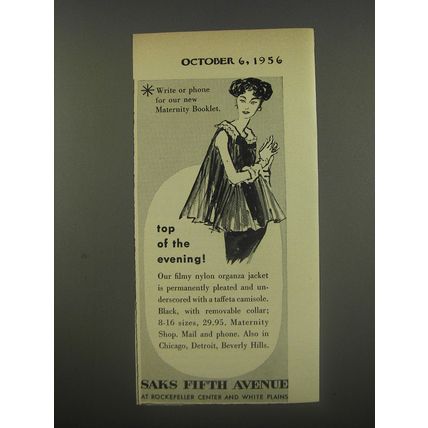 OCTOBER 6, 1956
* Write or phone
for our new
Maternity Booklet.
top
of the
evening!
Our filmy nylon organza jacket
is permanently pleated and un-
derscored with a taffeta camisole.
Black, with removable collar;
8-16 sizes, 29.95. Maternity
Shop. Mail and phone. Also in
Chicago, Detroit, Beverly Hills.
SAKS FIFTH AVENUE
AT ROCKEFELLER CENTER AND WHITE PLAINS